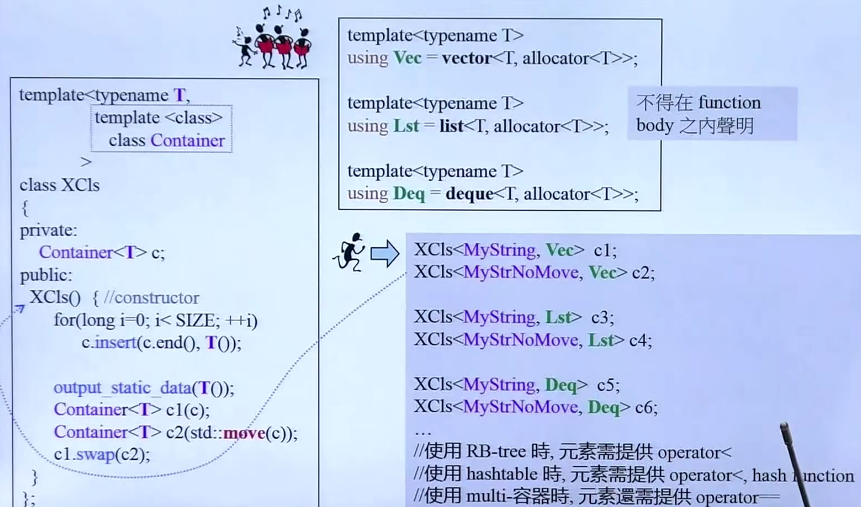 template<typename T,
template <class>
class Container
>
class XCls
{
private:
Container<T> c;
public:
XCls() { //constructor
for(long i=0; i< SIZE; ++i)
c.insert(c.end(), T());
output_static_data(T());
Container<T> c1(c);
Container<T> c2(std::move(c));
c1.swap(c2);
}
};
template<typename T>
using Vec = vector<T, allocator<T>>;
template<typename T>
using Lst = list<T, allocator<T>>;
template<typename T>
using Deq = deque<T, allocator<T>>;
不得在 function
body 之內聲明
XCls<MyString, Vec> c1;
XCls<MyStrNoMove, Vec> c2;
XCls<MyString, Lst> c3;
XCls<MyStrNoMove, Lst> c4;
XCls<MyString, Deq> c5;
XCls<MyStrNoMove, Deq> c6;
...
//使用 RB-tree 時, 元素需提供 operator<
//使用 hashtable 時, 元素需提供 operator<, hash function
//使用 multi-容器時, 元素還需提供 operator==